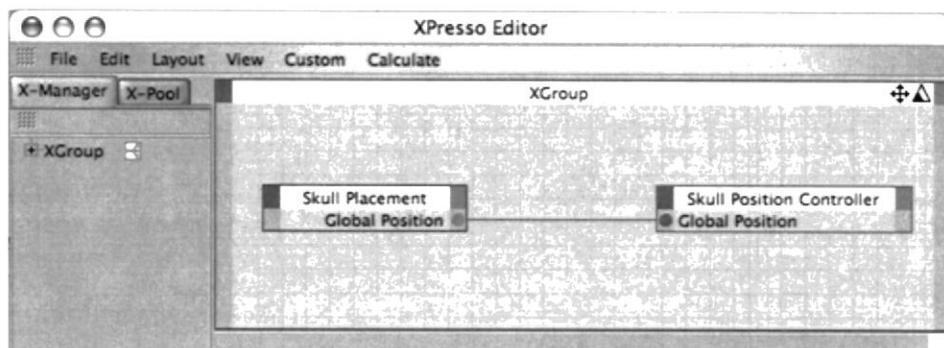 XPresso Editor
File Edit Layout View Custom Calculate
X-Manager X-Pool
XGroup
XGroup
Skull Placement
Global Position
Skull Position Controller
Global Position